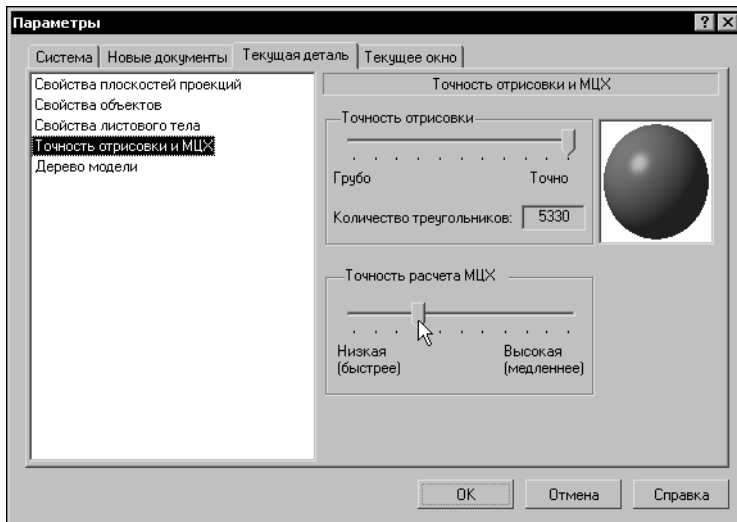 Параметры
Система Новые документы Текущая деталь Текущее окно
Свойства плоскостей проекций
Свойства объектов
Свойства листового тела
Точность отрисовки и МЦХ
Дерево модели
Точность отрисовки и МЦХ
Точность отрисовки
Грубо Точно
Количество треугольников: 5330
Точность расчета МЦХ
Низкая Высокая
(быстрее) (медленнее)
OK Отмена Справка